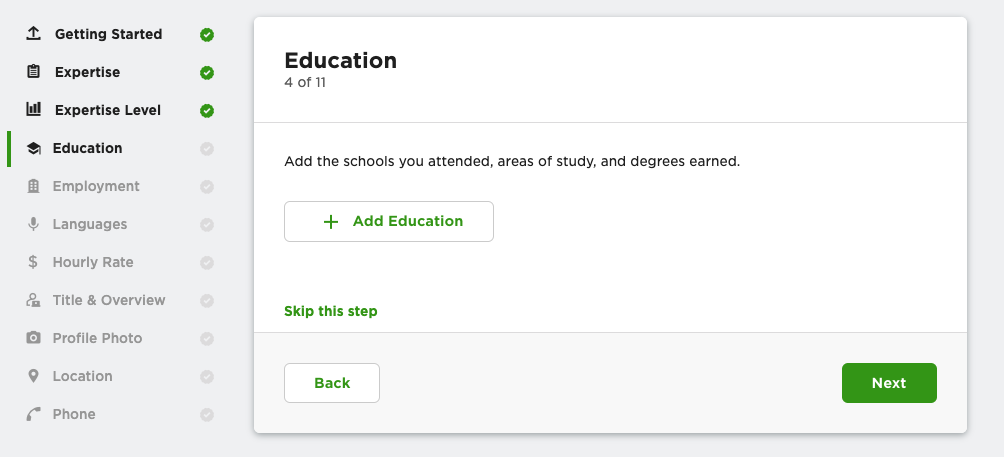 Getting Started
Expertise
Expertise Level
Education
Employment
Languages
$ Hourly Rate
Title & Overview
Profile Photo
Location
Phone
Education
4 of 11
Add the schools you attended, areas of study, and degrees earned.
+ Add Education
Skip this step
Back
Next